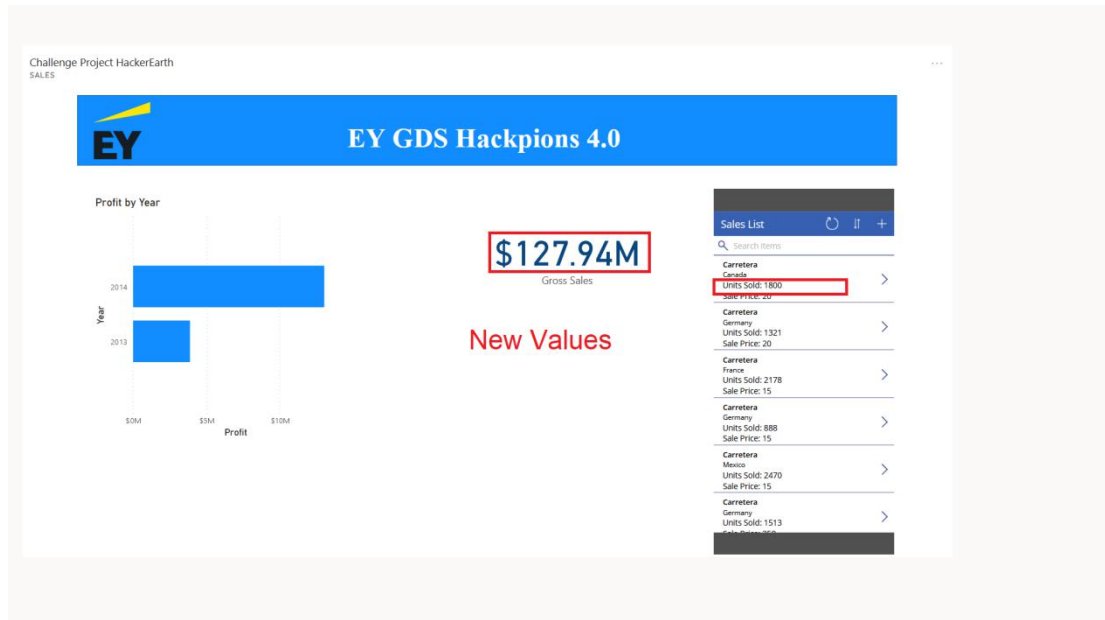 Challenge Project HackerEarth
SALES
...
EY
EY GDS Hackpions 4.0
Profit by Year
2014
2013
Year
$0M
$5M
$10M
Profit
$127.94M
Gross Sales
New Values
Sales List
Search items
Carretera
Canada
Units Sold: 1800
Sale Price: 20
Carretera
Germany
Units Sold: 1321
Sale Price: 20
Carretera
France
Units Sold: 2178
Sale Price: 15
Carretera
Germany
Units Sold: 888
Sale Price: 15
Carretera
Mexico
Units Sold: 2470
Sale Price: 15
Carretera
Germany
Units Sold: 1513